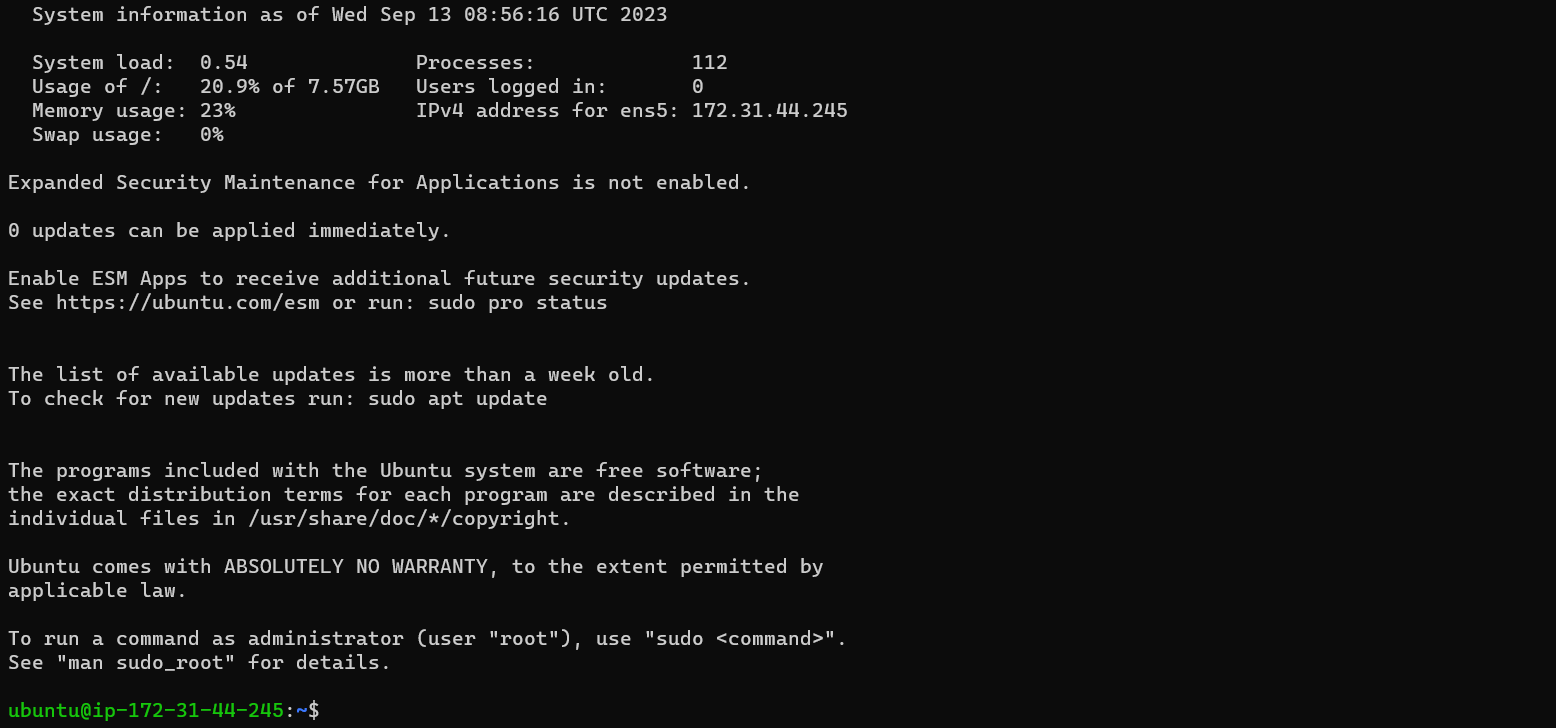 System information as of Wed Sep 13 08:56:16 UTC 2023
System load:  0.54              Processes:             112
Usage of /:   20.9% of 7.57GB   Users logged in:       0
Memory usage: 23%               IPv4 address for ens5: 172.31.44.245
Swap usage:   0%
Expanded Security Maintenance for Applications is not enabled.
0 updates can be applied immediately.
Enable ESM Apps to receive additional future security updates.
See https://ubuntu.com/esm or run: sudo pro status
The list of available updates is more than a week old.
To check for new updates run: sudo apt update
The programs included with the Ubuntu system are free software;
the exact distribution terms for each program are described in the
individual files in /usr/share/doc/*/copyright.
Ubuntu comes with ABSOLUTELY NO WARRANTY, to the extent permitted by
applicable law.
To run a command as administrator (user "root"), use "sudo <command>".
See "man sudo_root" for details.
ubuntu@ip-172-31-44-245:~$